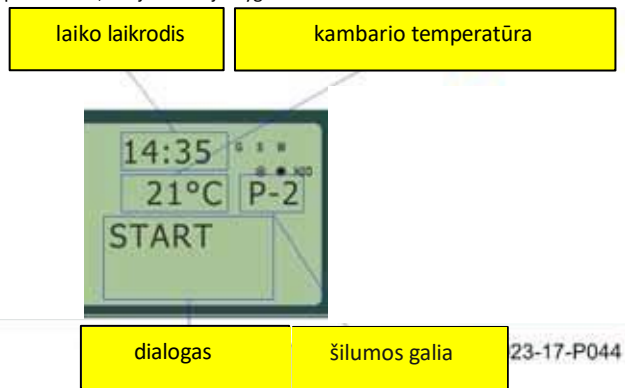 laiko laikrodis
kambario temperatūra
14:35
21°C P-2
START
dialogas
šilumos galia
23-17-P044